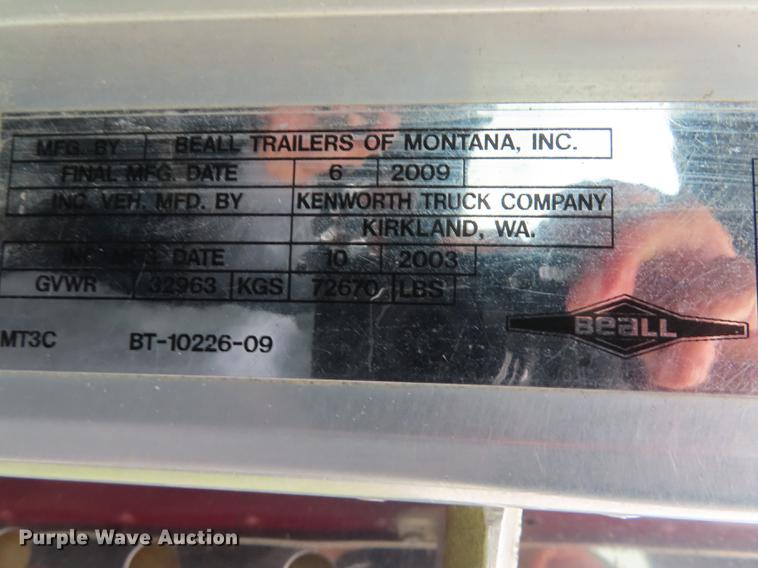 MFG. BY BEALL TRAILERS OF MONTANA, INC.
FINAL MFG. DATE 6 2009
INC. VEH. MFD. BY KENWORTH TRUCK COMPANY
KIRKLAND, WA.
DATE 10 2003
GVWR 32963 KGS 72670 LBS
BEALL
MT3C BT-10226-09
Purple Wave Auction